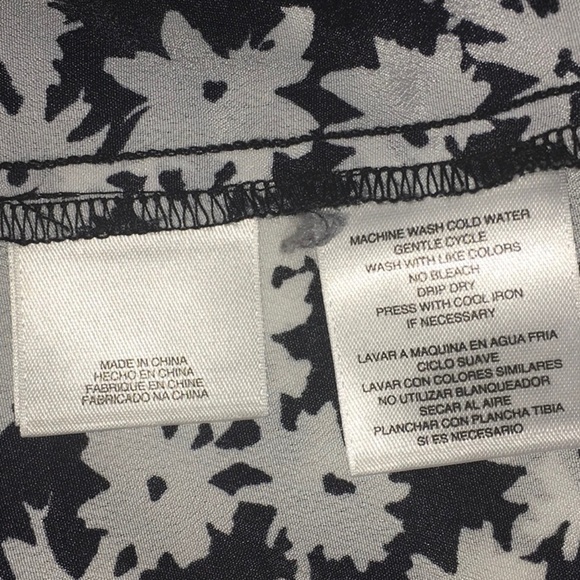 MADE IN CHINA
HECHO EN CHINA
FABRIQUE EN CHINE
FABRICADO NA CHINA
MACHINE WASH COLD WATER
GENTLE CYCLE
WASH WITH LIKE COLORS
NO BLEACH
DRIP DRY
PRESS WITH COOL IRON
IF NECESSARY
LAVAR A MAQUINA EN AGUA FRIA
CICLO SUAVE
LAVAR CON COLORES SIMILARES
NO UTILIZAR BLANQUEADOR
SECAR AL AIRE
PLANCHAR CON PLANCHA TIBIA
SI ES NECESARIO